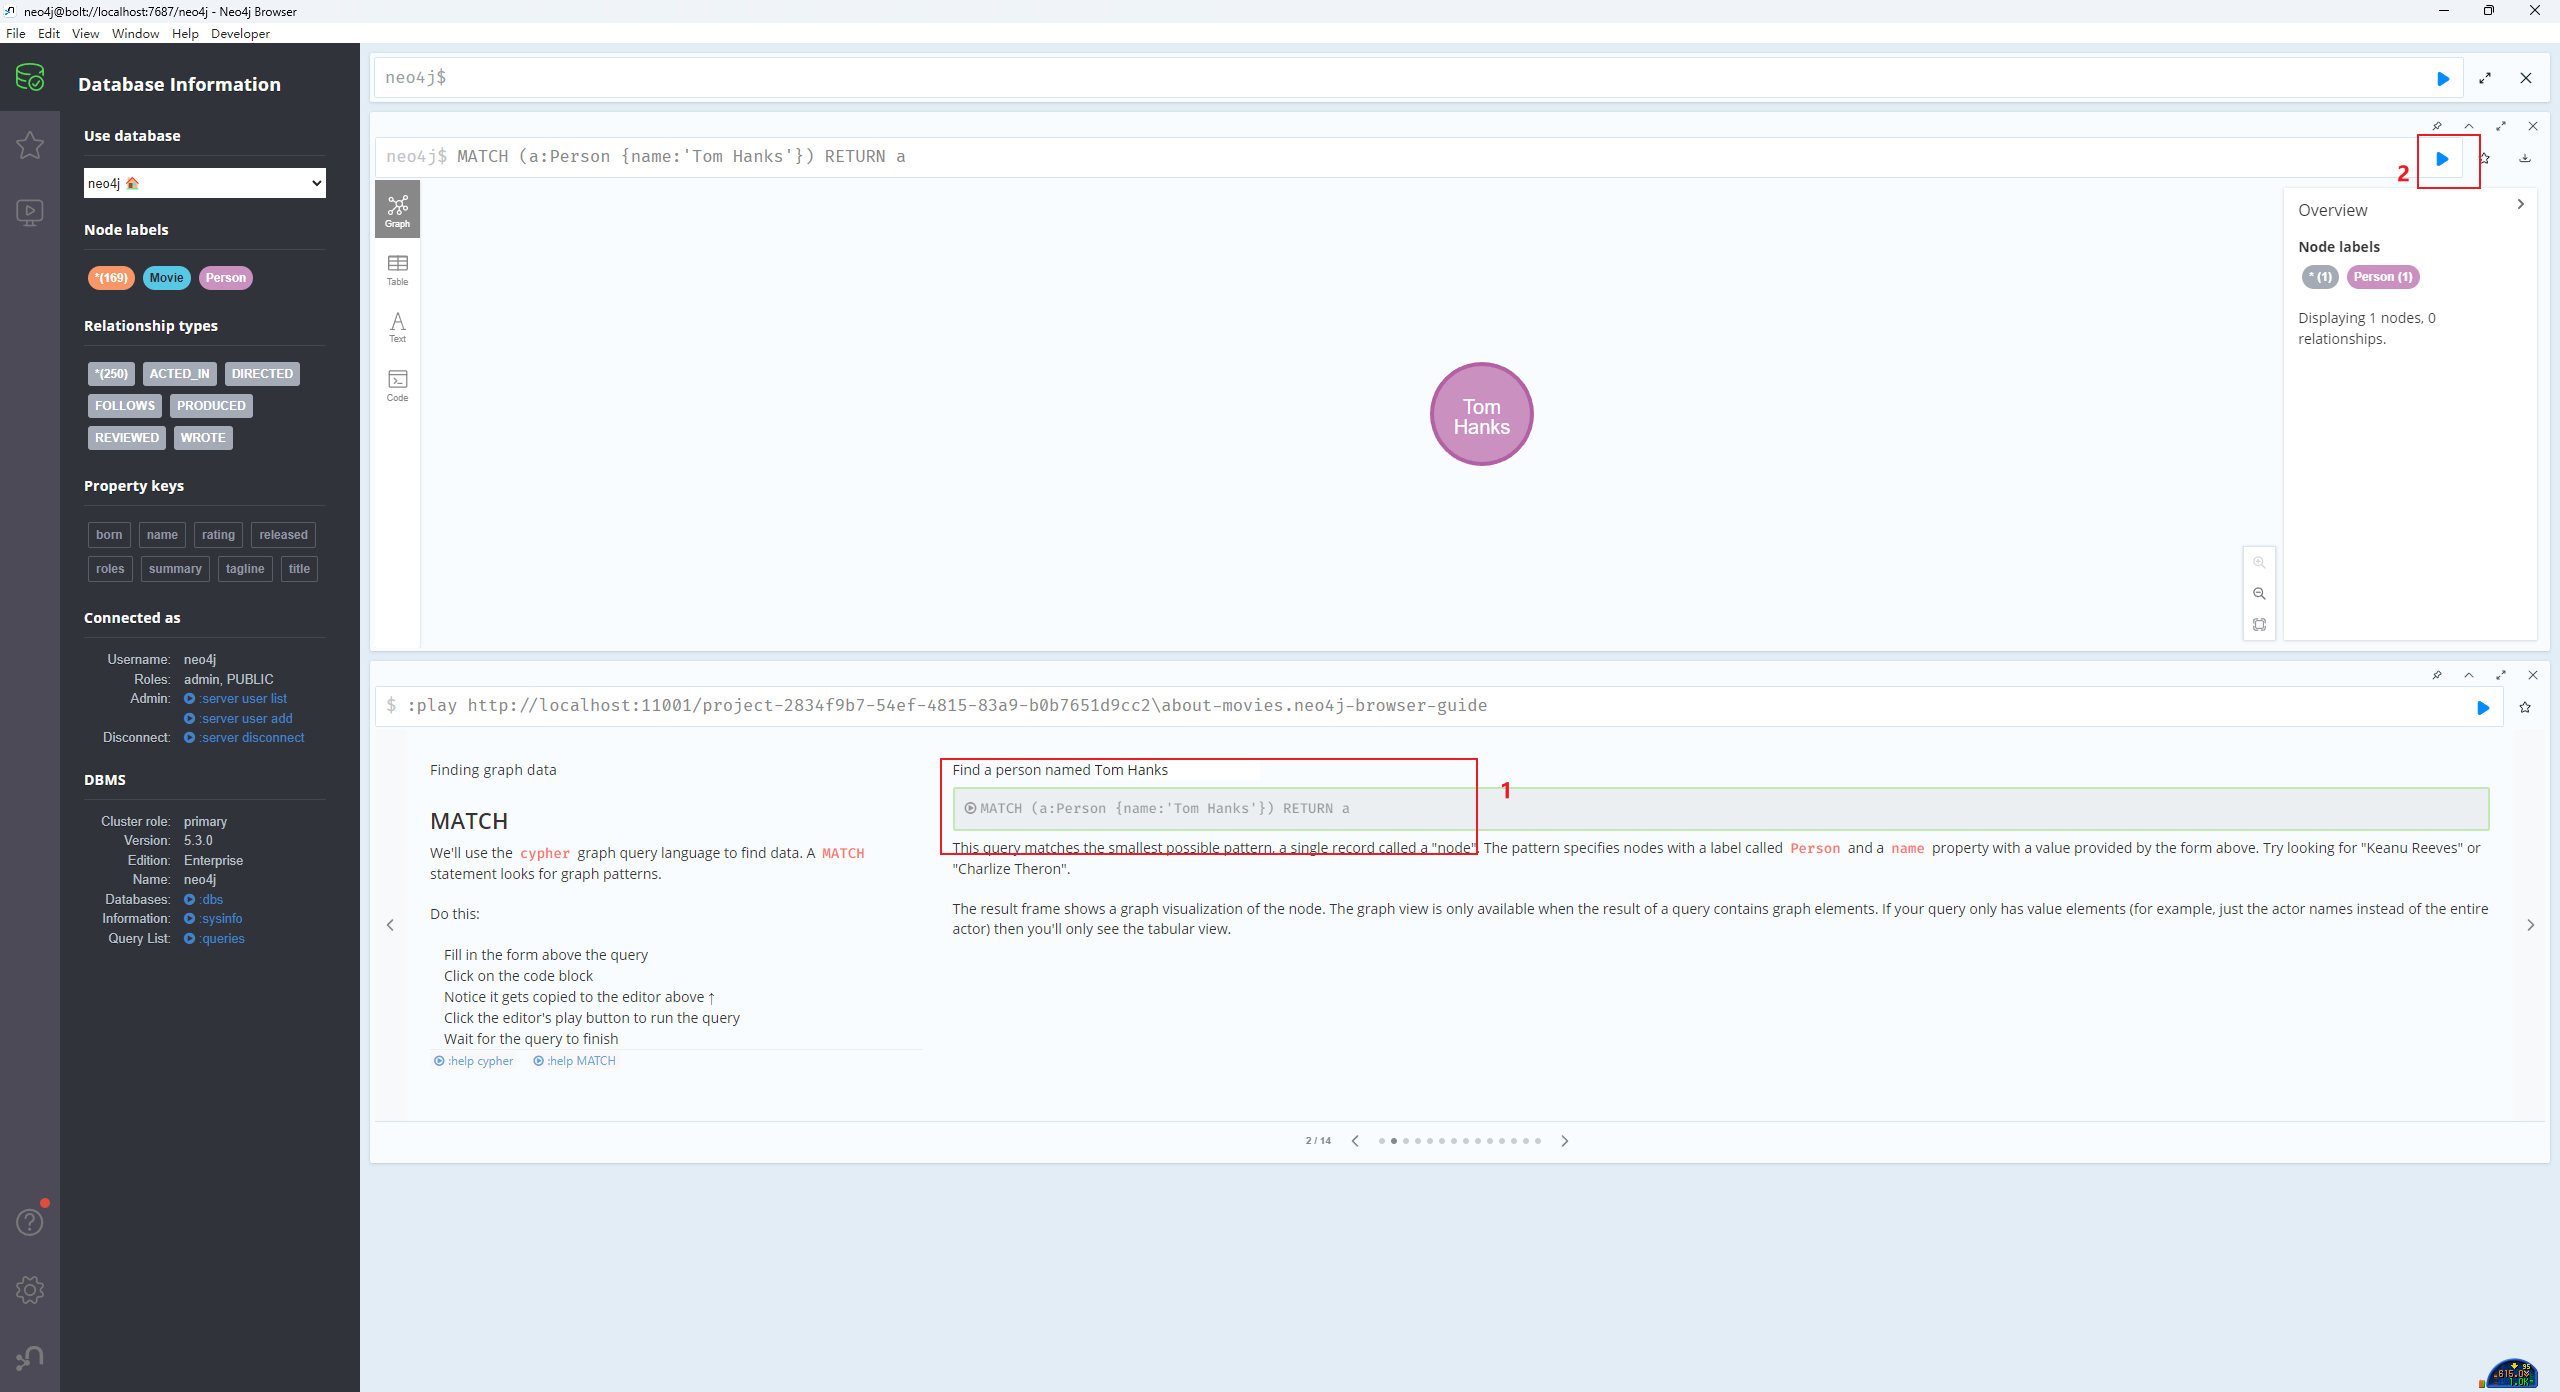 neo4j@bolt://localhost:7687/neo4j - Neo4j Browser
File Edit View Window Help Developer
Database Information
Use database
neo4j
Node labels
*(169) Movie Person
Relationship types
*(250) ACTED_IN DIRECTED
FOLLOWS PRODUCED
REVIEWED WROTE
Property keys
born name rating released
roles summary tagline title
Connected as
Username: neo4j
Roles: admin, PUBLIC
Admin: :server user list
:server user add
Disconnect: :server disconnect
DBMS
Cluster role: primary
Version: 5.3.0
Edition: Enterprise
Name: neo4j
Databases: :dbs
Information: :sysinfo
Query List: :queries
neo4j$
neo4j$ MATCH (a:Person {name:'Tom Hanks'}) RETURN a
2
Graph
Table
Text
Code
Tom
Hanks
Overview
Node labels
* (1) Person (1)
Displaying 1 nodes, 0
relationships.
$ :play http://localhost:11001/project-2834f9b7-54ef-4815-83a9-b0b7651d9cc2\about-movies.neo4j-browser-guide
Finding graph data
MATCH
We'll use the cypher graph query language to find data. A MATCH
statement looks for graph patterns.
Do this:
Fill in the form above the query
Click on the code block
Notice it gets copied to the editor above ↑
Click the editor's play button to run the query
Wait for the query to finish
:help cypher :help MATCH
Find a person named Tom Hanks
1
MATCH (a:Person {name:'Tom Hanks'}) RETURN a
This query matches the smallest possible pattern, a single record called a "node". The pattern specifies nodes with a label called Person and a name property with a value provided by the form above. Try looking for "Keanu Reeves" or
"Charlize Theron".
The result frame shows a graph visualization of the node. The graph view is only available when the result of a query contains graph elements. If your query only has value elements (for example, just the actor names instead of the entire
actor) then you'll only see the tabular view.
2 / 14